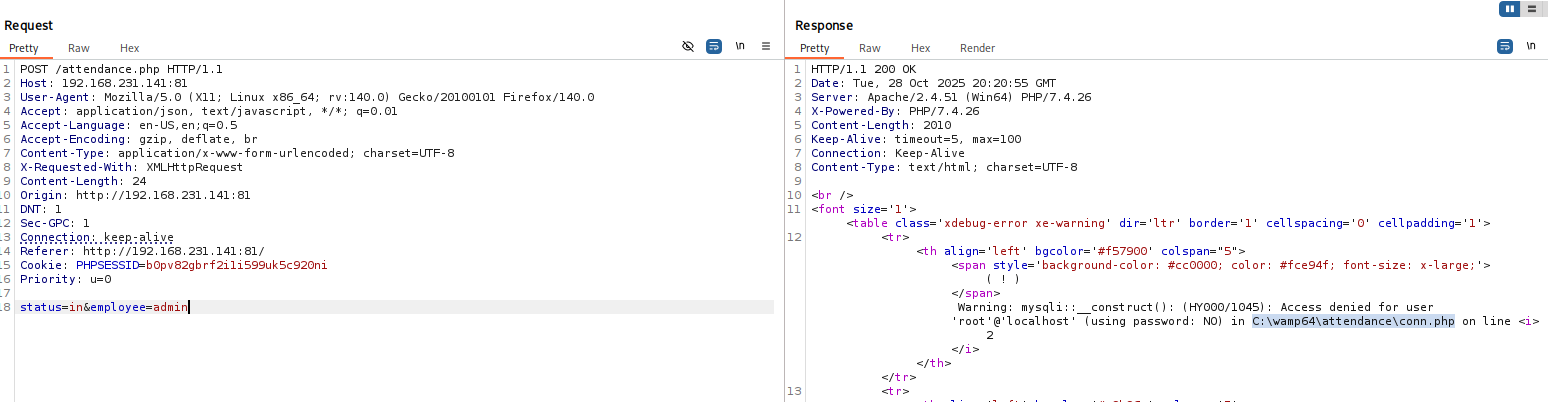 Request
Pretty Raw Hex \n
1 POST /attendance.php HTTP/1.1
2 Host: 192.168.231.141:81
3 User-Agent: Mozilla/5.0 (X11; Linux x86_64; rv:140.0) Gecko/20100101 Firefox/140.0
4 Accept: application/json, text/javascript, */*; q=0.01
5 Accept-Language: en-US,en;q=0.5
6 Accept-Encoding: gzip, deflate, br
7 Content-Type: application/x-www-form-urlencoded; charset=UTF-8
8 X-Requested-With: XMLHttpRequest
9 Content-Length: 24
10 Origin: http://192.168.231.141:81
11 DNT: 1
12 Sec-GPC: 1
13 Connection: keep-alive
14 Referer: http://192.168.231.141:81/
15 Cookie: PHPSESSID=b0pv82gbrf2i1i599uk5c920ni
16 Priority: u=0
17
18 status=in&employee=admin
Response
Pretty Raw Hex Render \n
1 HTTP/1.1 200 OK
2 Date: Tue, 28 Oct 2025 20:20:55 GMT
3 Server: Apache/2.4.51 (Win64) PHP/7.4.26
4 X-Powered-By: PHP/7.4.26
5 Content-Length: 2010
6 Keep-Alive: timeout=5, max=100
7 Connection: Keep-Alive
8 Content-Type: text/html; charset=UTF-8
9
10 <br />
11 <font size='1'>
<table class='xdebug-error xe-warning' dir='ltr' border='1' cellspacing='0' cellpadding='1'>
12 <tr>
<th align='left' bgcolor='#f57900' colspan="5">
<span style='background-color: #cc0000; color: #fce94f; font-size: x-large;'>
( ! )
</span>
Warning: mysqli::__construct(): (HY000/1045): Access denied for user
'root'@'localhost' (using password: NO) in C:\wamp64\attendance\conn.php on line <i>
2
</i>
</th>
</tr>
13 <tr>